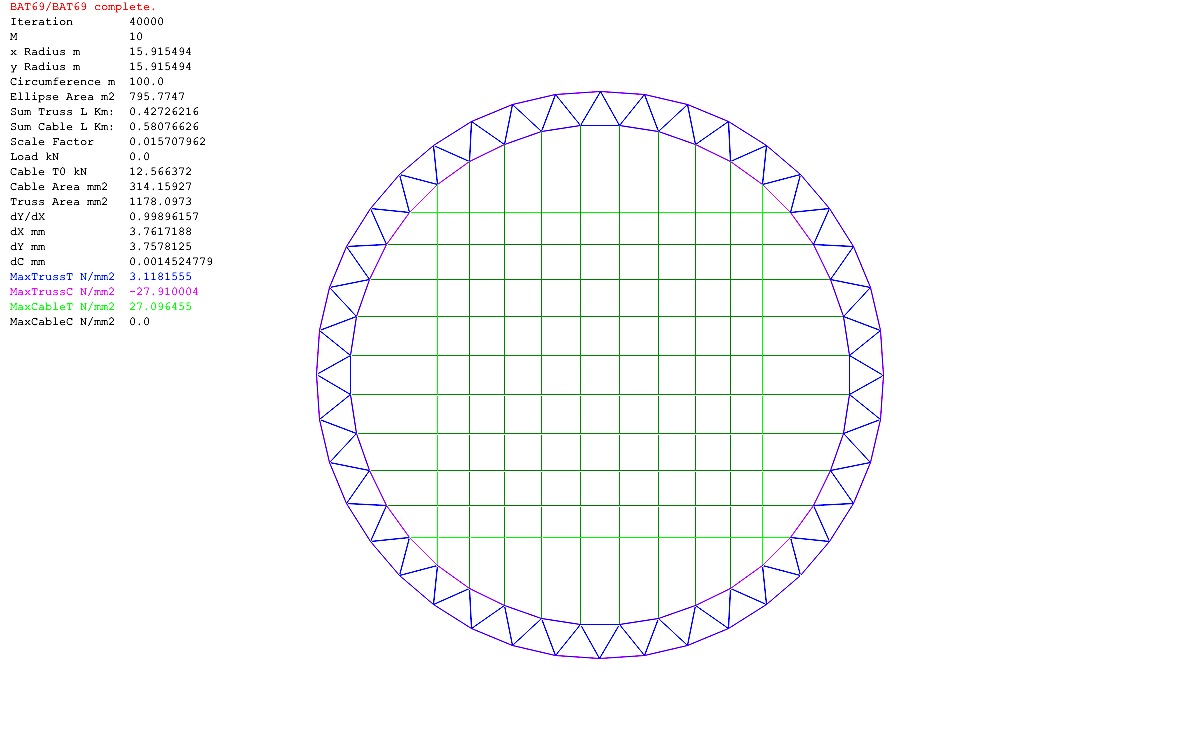 BAT69/BAT69 complete.
Iteration 40000
M 10
x Radius m 15.915494
y Radius m 15.915494
Circumference m 100.0
Ellipse Area m2 795.7747
Sum Truss L Km: 0.42726216
Sum Cable L Km: 0.58076626
Scale Factor 0.015707962
Load kN 0.0
Cable T0 kN 12.566372
Cable Area mm2 314.15927
Truss Area mm2 1178.0973
dY/dX 0.99896157
dX mm 3.7617188
dY mm 3.7578125
dC mm 0.0014524779
MaxTrussT N/mm2 3.1181555
MaxTrussC N/mm2 -27.910004
MaxCableT N/mm2 27.096455
MaxCableC N/mm2 0.0